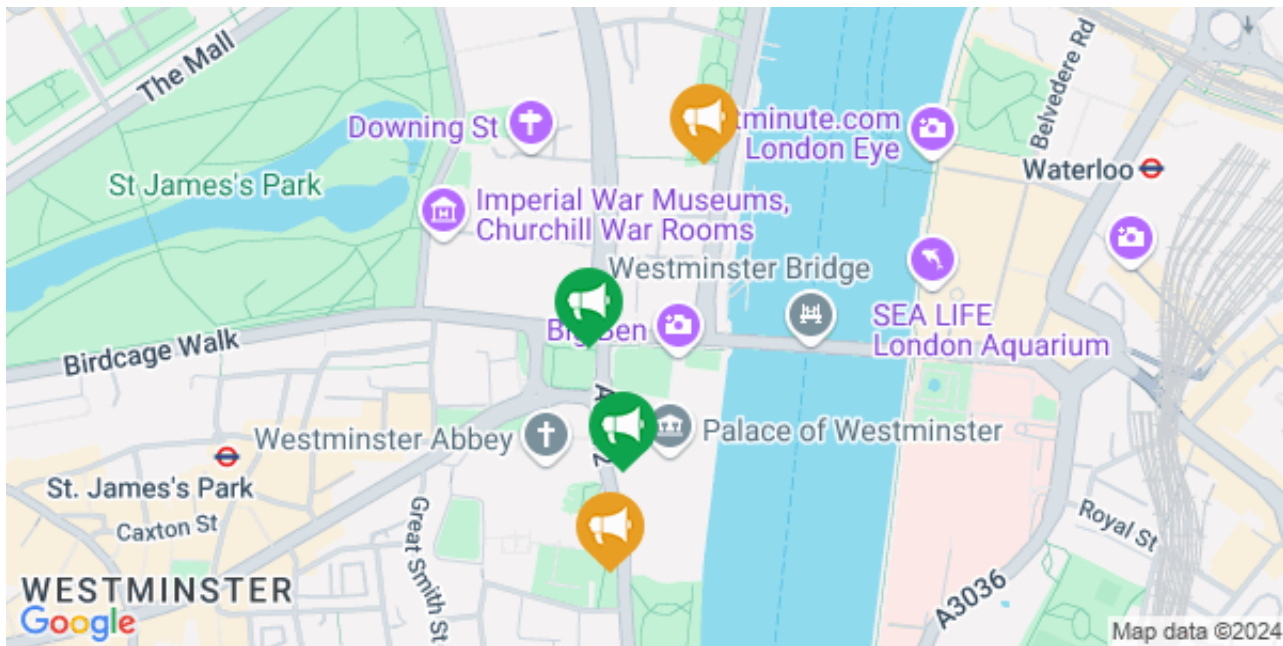 The Mall
Downing St
tminute.com
London Eye
Belvedere Rd
Waterloo
St James's Park
Imperial War Museums,
Churchill War Rooms
Westminster Bridge
Big Ben
SEA LIFE
London Aquarium
Birdcage Walk
A
2
Westminster Abbey
Palace of Westminster
St. James's Park
Caxton St
Great Smith St
Royal St
A3036
WESTMINSTER
Google
Map data ©2024